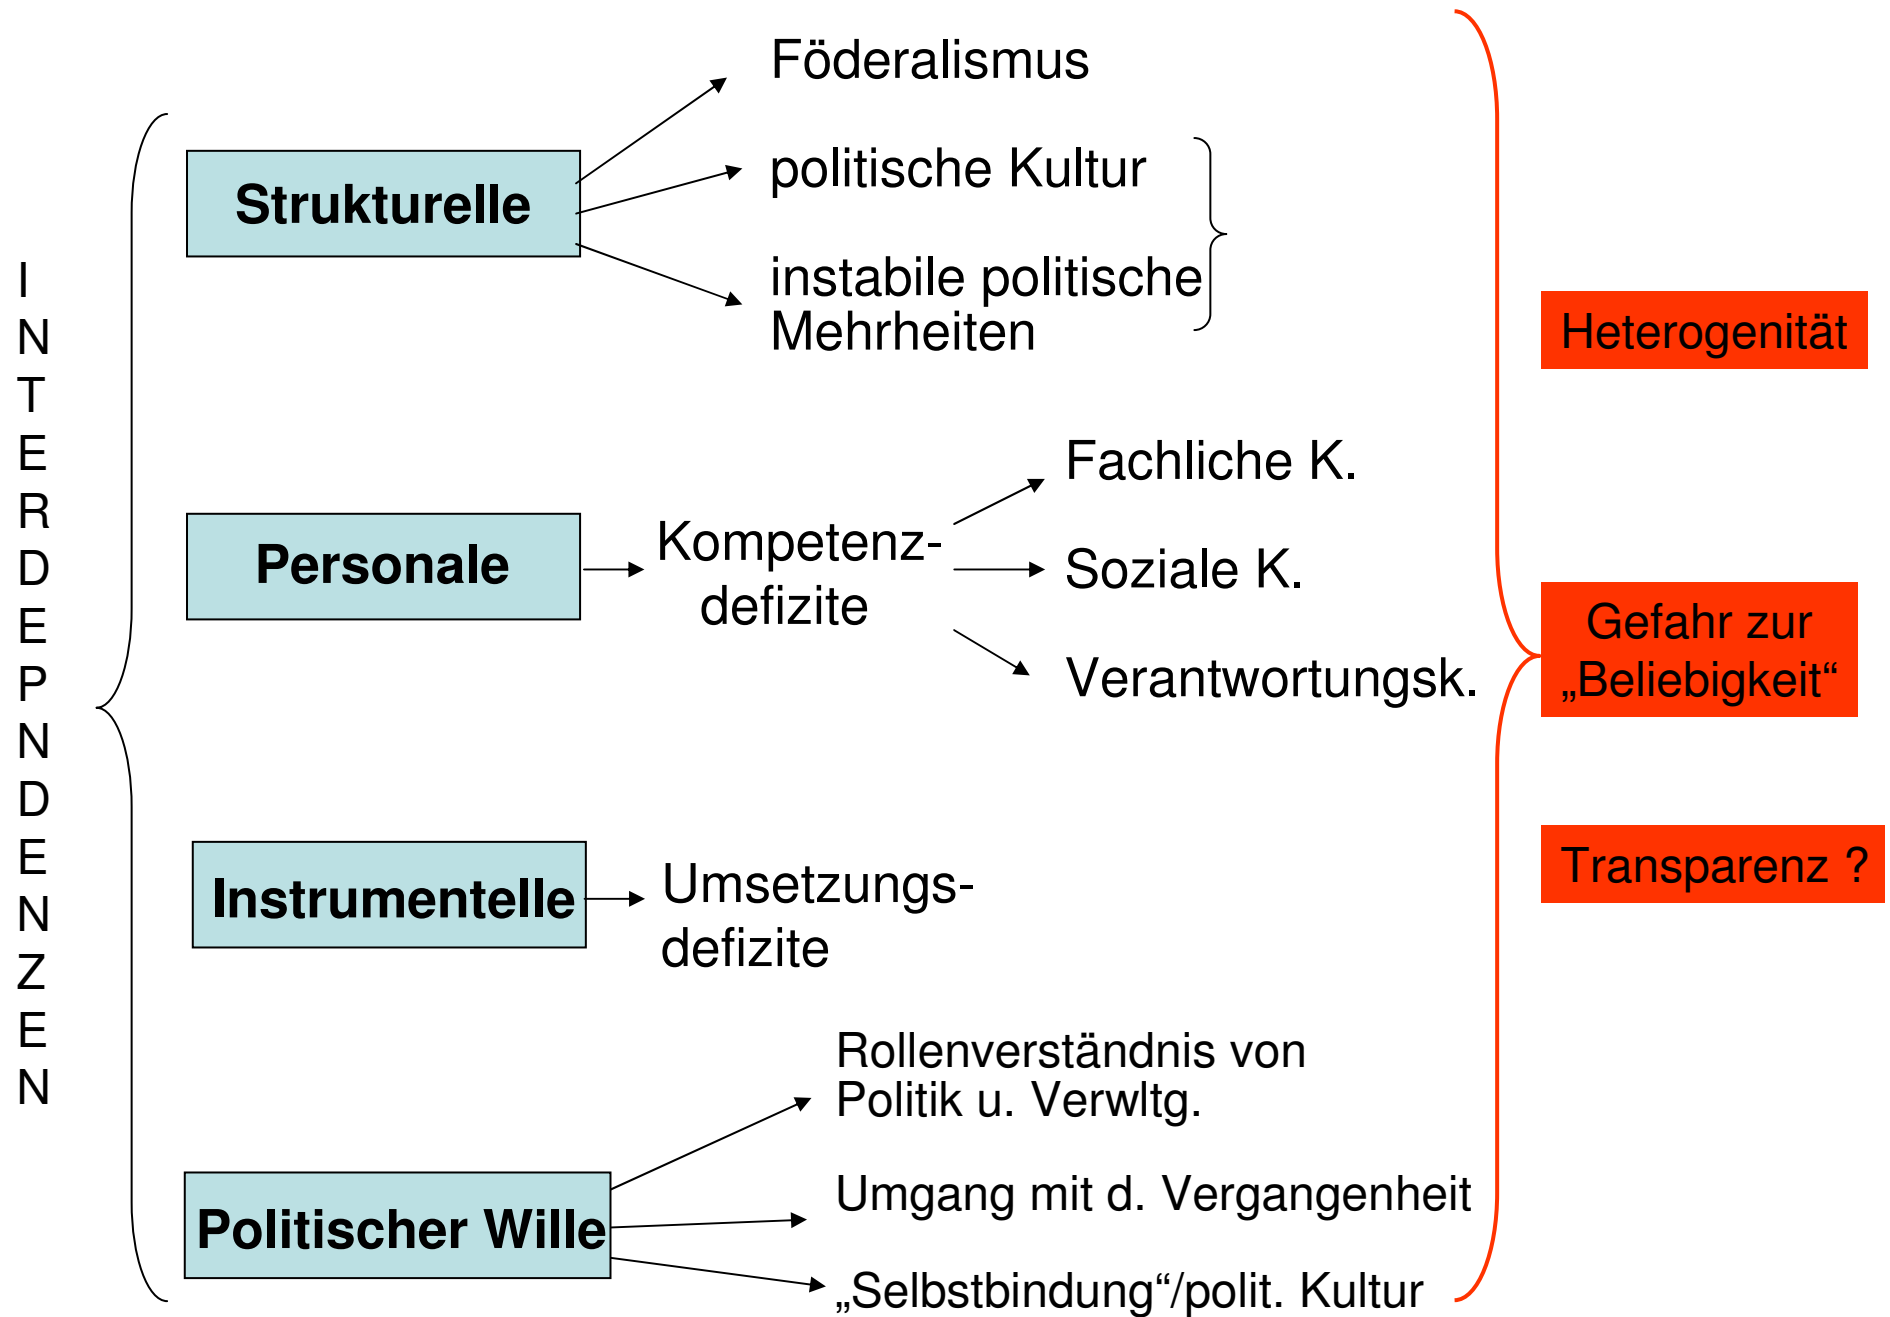 INTERDEPNDENZEN
Strukturelle
Föderalismus
politische Kultur
instabile politische
Mehrheiten
Personale
Kompetenz-
defizite
Fachliche K.
Soziale K.
Verantwortungsk.
Instrumentelle
Umsetzungs-
defizite
Politischer Wille
Rollenverständnis von
Politik u. Verwltg.
Umgang mit d. Vergangenheit
„Selbstbindung“/polit. Kultur
Heterogenität
Gefahr zur
„Beliebigkeit“
Transparenz ?